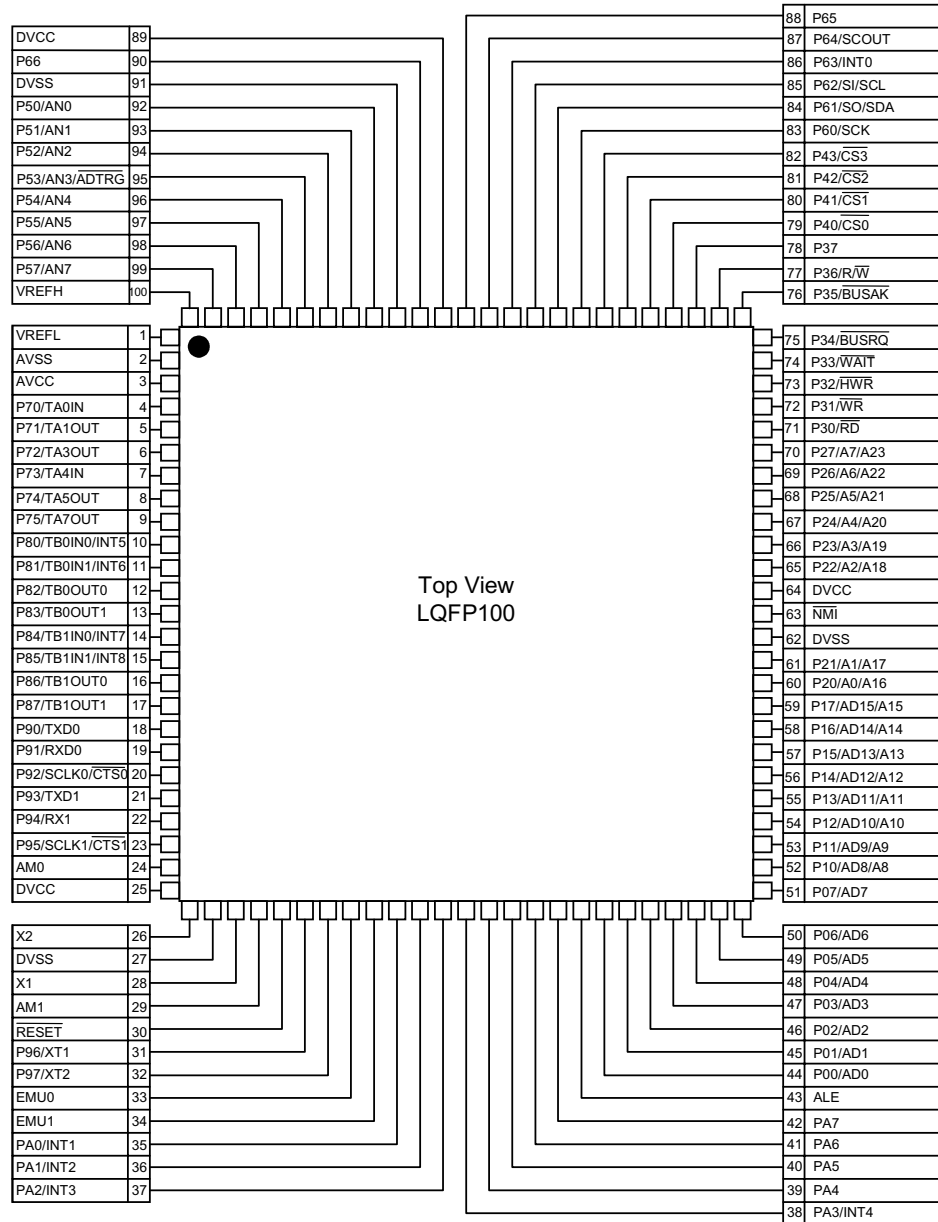 DVCC 89
P66 90
DVSS 91
P50/AN0 92
P51/AN1 93
P52/AN2 94
P53/AN3/ADTRG 95
P54/AN4 96
P55/AN5 97
P56/AN6 98
P57/AN7 99
VREFH 100
88 P65
87 P64/SCOUT
86 P63/INT0
85 P62/SI/SCL
84 P61/SO/SDA
83 P60/SCK
82 P43/CS3
81 P42/CS2
80 P41/CS1
79 P40/CS0
78 P37
77 P36/R/W
76 P35/BUSAK
VREFL 1
AVSS 2
AVCC 3
P70/TA0IN 4
P71/TA1OUT 5
P72/TA3OUT 6
P73/TA4IN 7
P74/TA5OUT 8
P75/TA7OUT 9
P80/TB0IN0/INT5 10
P81/TB0IN1/INT6 11
P82/TB0OUT0 12
P83/TB0OUT1 13
P84/TB1IN0/INT7 14
P85/TB1IN1/INT8 15
P86/TB1OUT0 16
P87/TB1OUT1 17
P90/TXD0 18
P91/RXD0 19
P92/SCLK0/CTS0 20
P93/TXD1 21
P94/RX1 22
P95/SCLK1/CTS1 23
AM0 24
DVCC 25
Top View
LQFP100
75 P34/BUSRQ
74 P33/WAIT
73 P32/HWR
72 P31/WR
71 P30/RD
70 P27/A7/A23
69 P26/A6/A22
68 P25/A5/A21
67 P24/A4/A20
66 P23/A3/A19
65 P22/A2/A18
64 DVCC
63 NMI
62 DVSS
61 P21/A1/A17
60 P20/A0/A16
59 P17/AD15/A15
58 P16/AD14/A14
57 P15/AD13/A13
56 P14/AD12/A12
55 P13/AD11/A11
54 P12/AD10/A10
53 P11/AD9/A9
52 P10/AD8/A8
51 P07/AD7
X2 26
DVSS 27
X1 28
AM1 29
RESET 30
P96/XT1 31
P97/XT2 32
EMU0 33
EMU1 34
PA0/INT1 35
PA1/INT2 36
PA2/INT3 37
50 P06/AD6
49 P05/AD5
48 P04/AD4
47 P03/AD3
46 P02/AD2
45 P01/AD1
44 P00/AD0
43 ALE
42 PA7
41 PA6
40 PA5
39 PA4
38 PA3/INT4